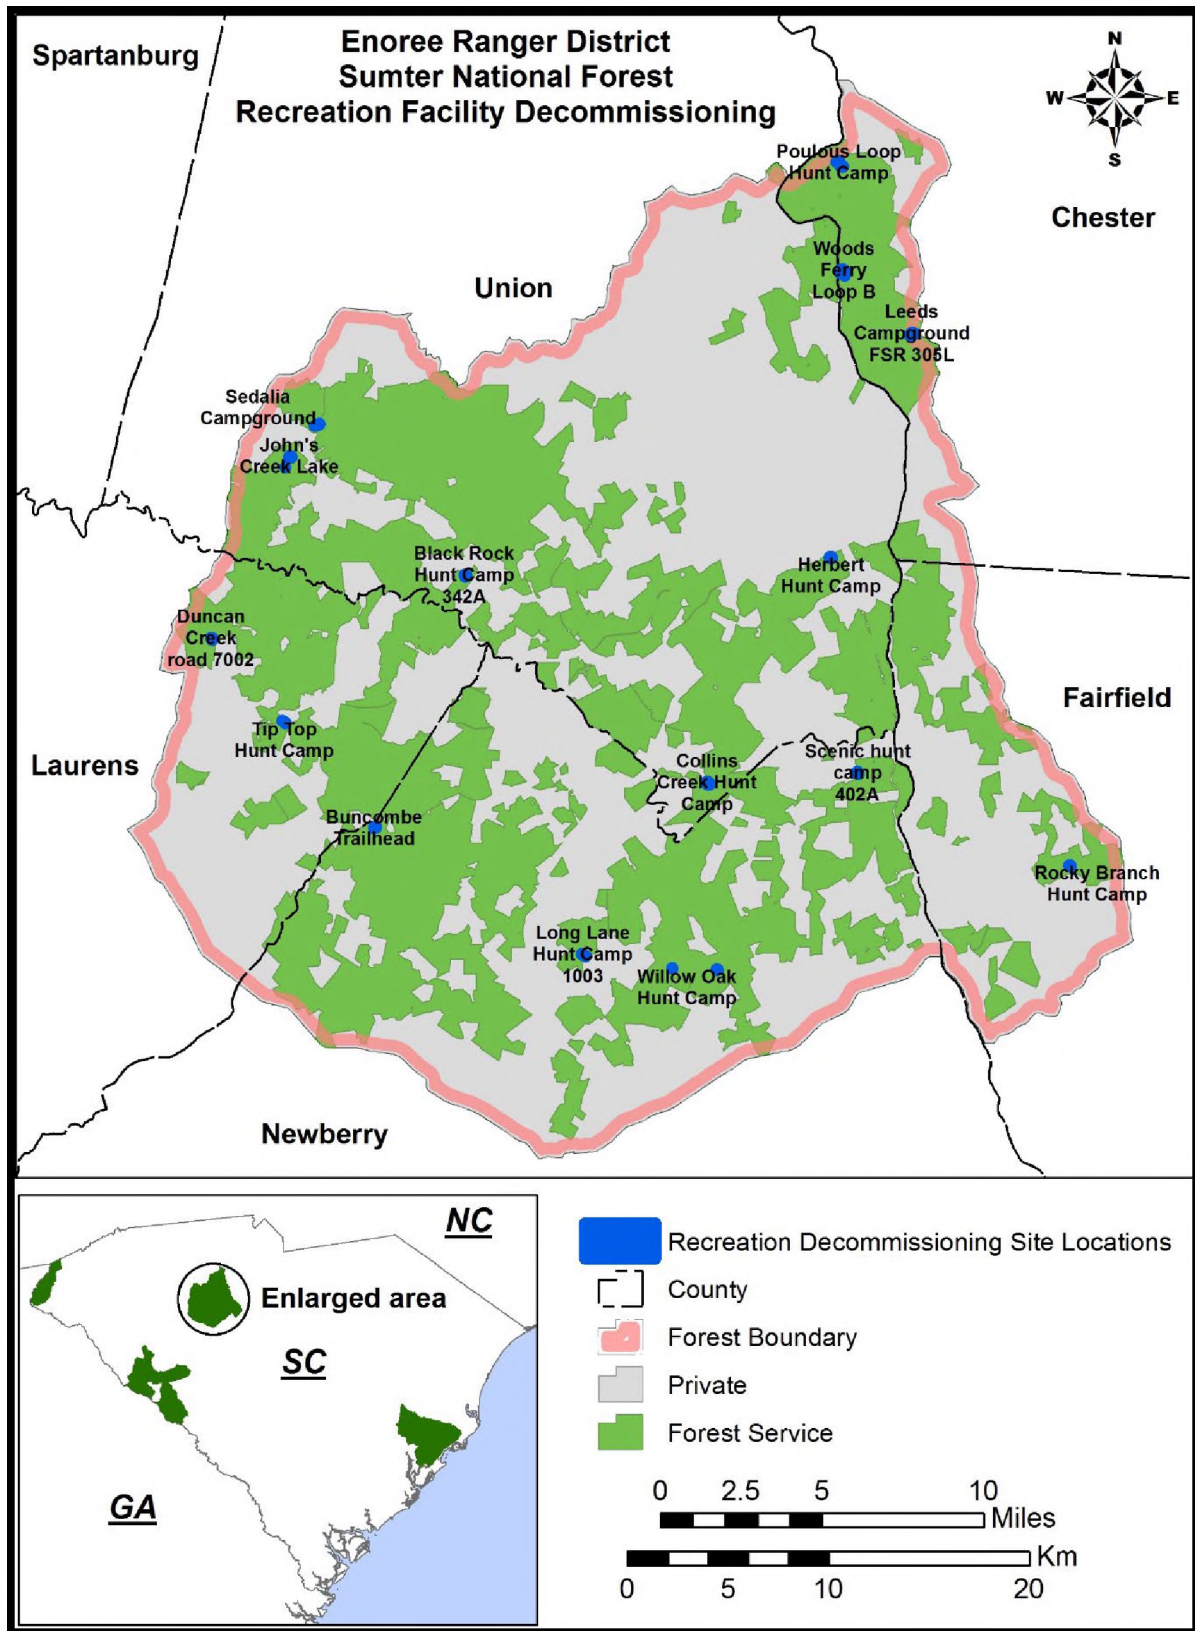 Enoree Ranger District
Sumter National Forest
Recreation Facility Decommissioning
Spartanburg
N
W
E
S
Poulous Loop
Hunt Camp
Chester
Woods
Ferry
Loop B
Union
Leeds
Campground
FSR 305L
Sedalia
Campground
John's
Creek Lake
Black Rock
Hunt Camp
342A
Herbert
Hunt Camp
Duncan
Creek
road 7002
Fairfield
Tip Top
Hunt Camp
Laurens
Collins
Creek Hunt
Camp
Scenic hunt
camp
402A
Buncombe
Trailhead
Rocky Branch
Hunt Camp
Long Lane
Hunt Camp
1003
Willow Oak
Hunt Camp
Newberry
NC
Enlarged area
SC
GA
Recreation Decommissioning Site Locations
County
Forest Boundary
Private
Forest Service
0 2.5 5 10
Miles
Km
0 5 10 20